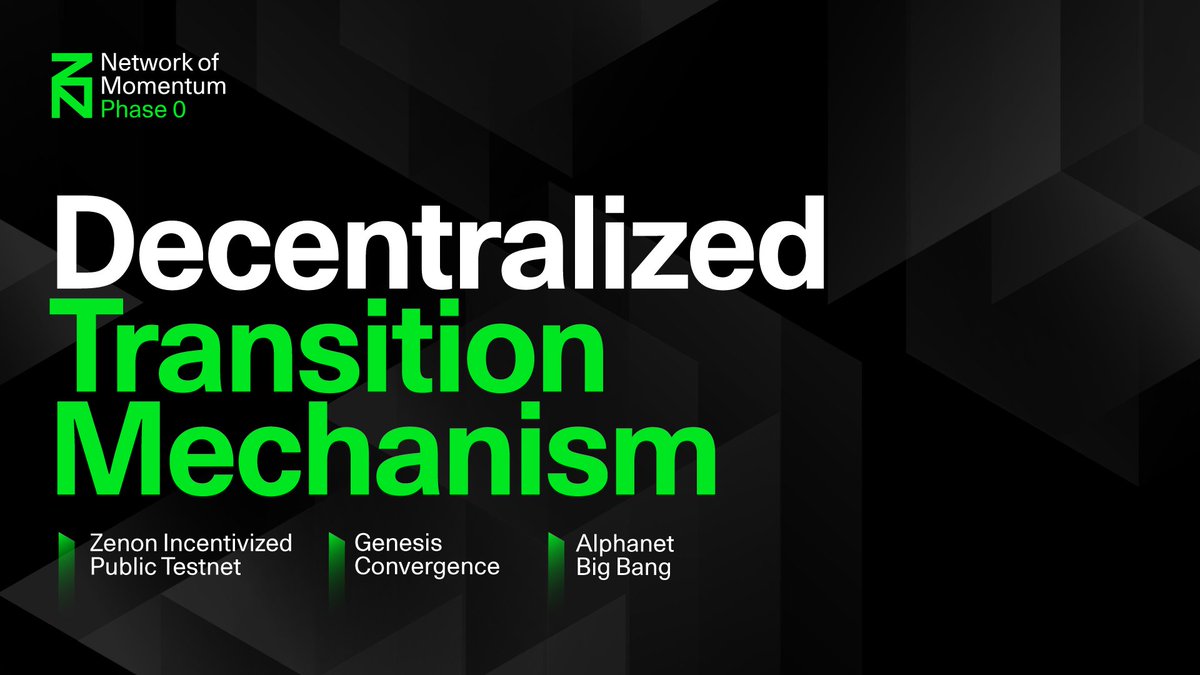 Network of
Momentum
Phase 0
Decentralized
Transition
Mechanism
Zenon Incentivized
Public Testnet
Genesis
Convergence
Alphanet
Big Bang